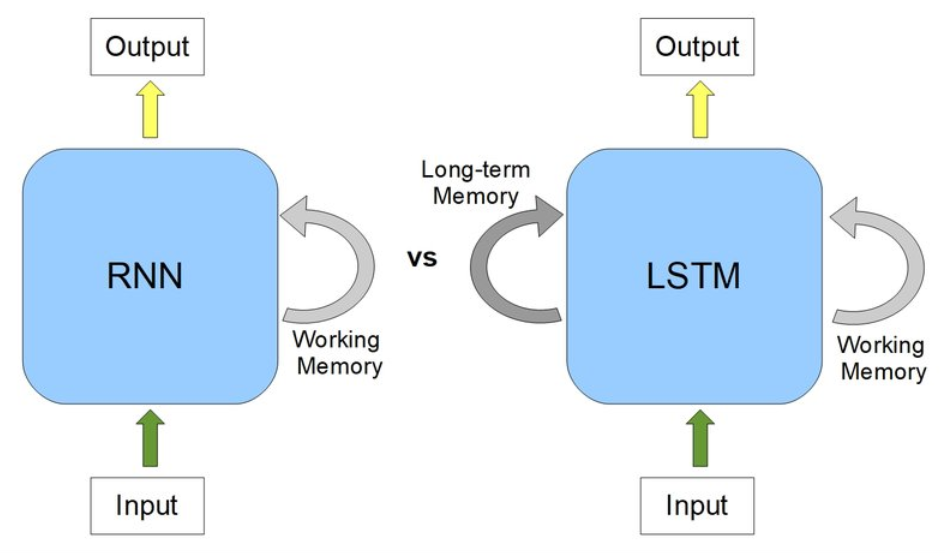 Output
RNN
Working
Memory
Input
vs
Output
Long-term
Memory
LSTM
Working
Memory
Input